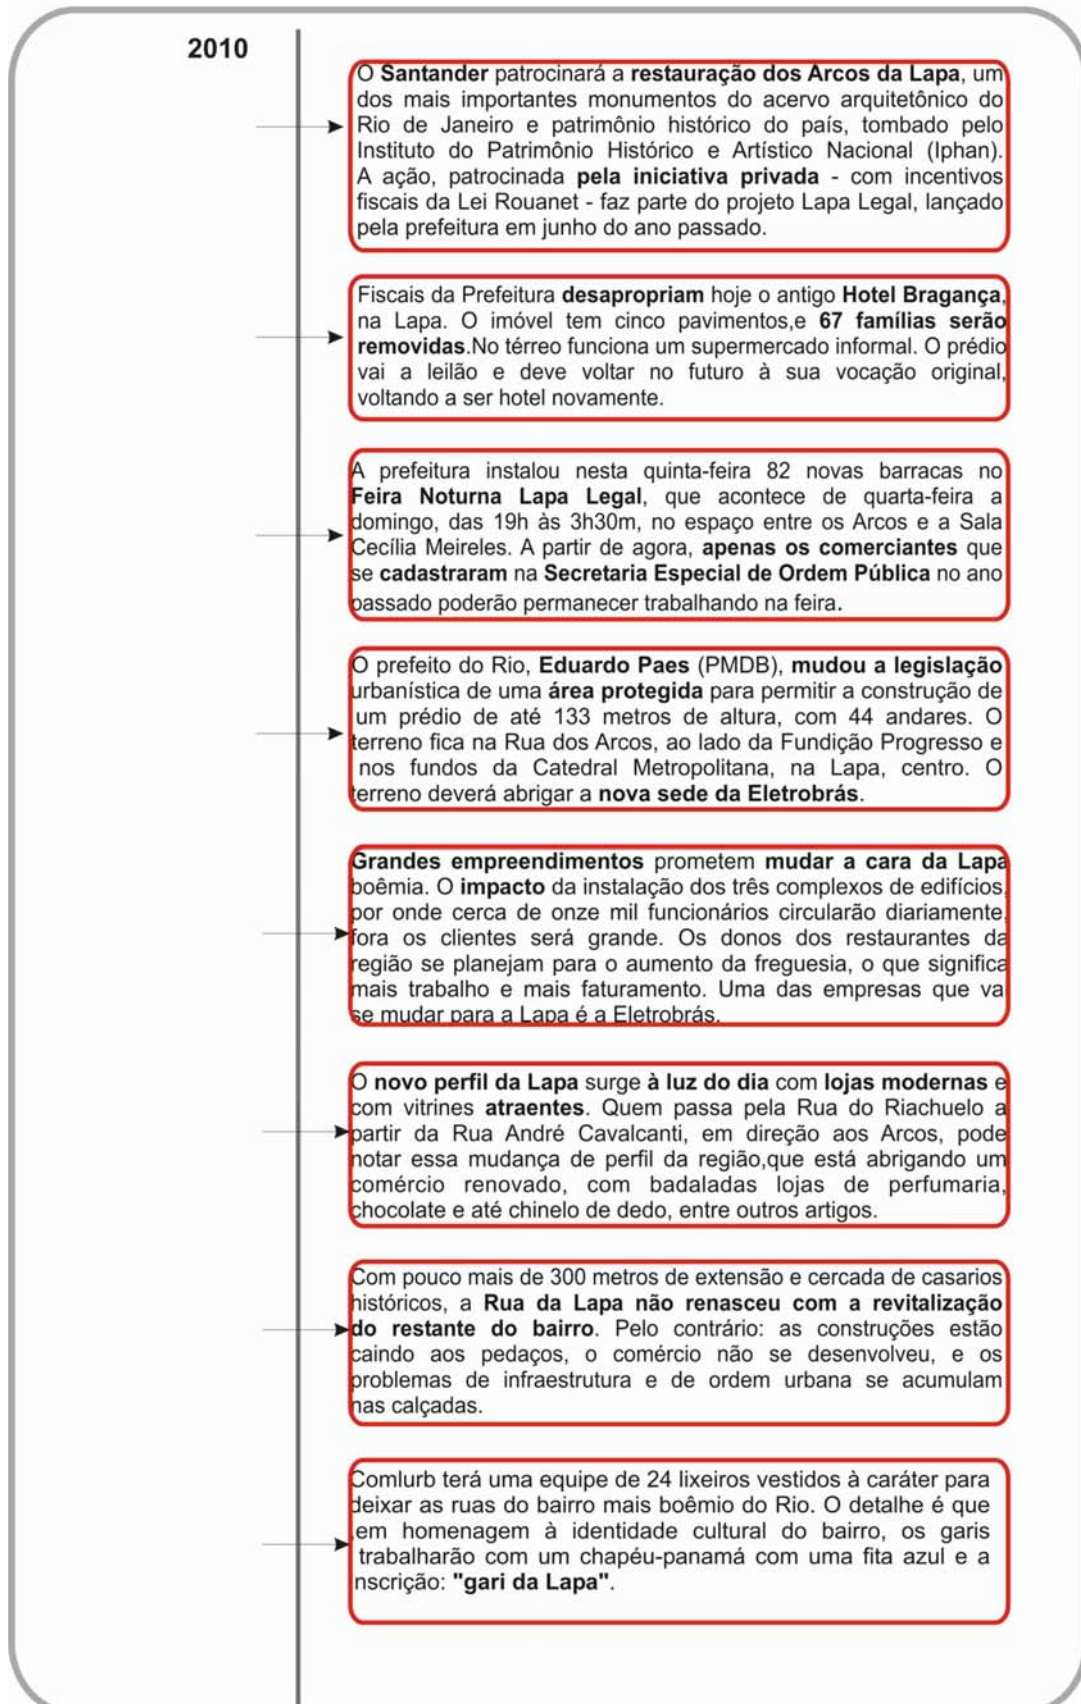 2010
O Santander patrocinará a restauração dos Arcos da Lapa, um
dos mais importantes monumentos do acervo arquitetônico do
Rio de Janeiro e patrimônio histórico do país, tombado pelo
Instituto do Patrimônio Histórico e Artístico Nacional (Iphan).
A ação, patrocinada pela iniciativa privada - com incentivos
fiscais da Lei Rouanet - faz parte do projeto Lapa Legal, lançado
pela prefeitura em junho do ano passado.
Fiscais da Prefeitura desapropriam hoje o antigo Hotel Bragança,
na Lapa. O imóvel tem cinco pavimentos,e 67 famílias serão
removidas.No térreo funciona um supermercado informal. O prédio
vai a leilão e deve voltar no futuro à sua vocação original,
voltando a ser hotel novamente.
A prefeitura instalou nesta quinta-feira 82 novas barracas no
Feira Noturna Lapa Legal, que acontece de quarta-feira a
domingo, das 19h às 3h30m, no espaço entre os Arcos e a Sala
Cecília Meireles. A partir de agora, apenas os comerciantes que
se cadastraram na Secretaria Especial de Ordem Pública no ano
passado poderão permanecer trabalhando na feira.
O prefeito do Rio, Eduardo Paes (PMDB), mudou a legislação
urbanística de uma área protegida para permitir a construção de
um prédio de até 133 metros de altura, com 44 andares. O
terreno fica na Rua dos Arcos, ao lado da Fundição Progresso e
nos fundos da Catedral Metropolitana, na Lapa, centro. O
terreno deverá abrigar a nova sede da Eletrobrás.
Grandes empreendimentos prometem mudar a cara da Lapa
boêmia. O impacto da instalação dos três complexos de edifícios,
por onde cerca de onze mil funcionários circularão diariamente,
fora os clientes será grande. Os donos dos restaurantes da
região se planejam para o aumento da freguesia, o que significa
mais trabalho e mais faturamento. Uma das empresas que va
se mudar para a Lapa é a Eletrobrás.
O novo perfil da Lapa surge à luz do dia com lojas modernas e
com vitrines atraentes. Quem passa pela Rua do Riachuelo a
partir da Rua André Cavalcanti, em direção aos Arcos, pode
notar essa mudança de perfil da região,que está abrigando um
comércio renovado, com badaladas lojas de perfumaria,
chocolate e até chinelo de dedo, entre outros artigos.
Com pouco mais de 300 metros de extensão e cercada de casarios
históricos, a Rua da Lapa não renasceu com a revitalização
do restante do bairro. Pelo contrário: as construções estão
caindo aos pedaços, o comércio não se desenvolveu, e os
problemas de infraestrutura e de ordem urbana se acumulam
nas calçadas.
Comlurb terá uma equipe de 24 lixeiros vestidos à caráter para
deixar as ruas do bairro mais boêmio do Rio. O detalhe é que
,em homenagem à identidade cultural do bairro, os garis
trabalharão com um chapéu-panamá com uma fita azul e a
nscrição: "gari da Lapa".